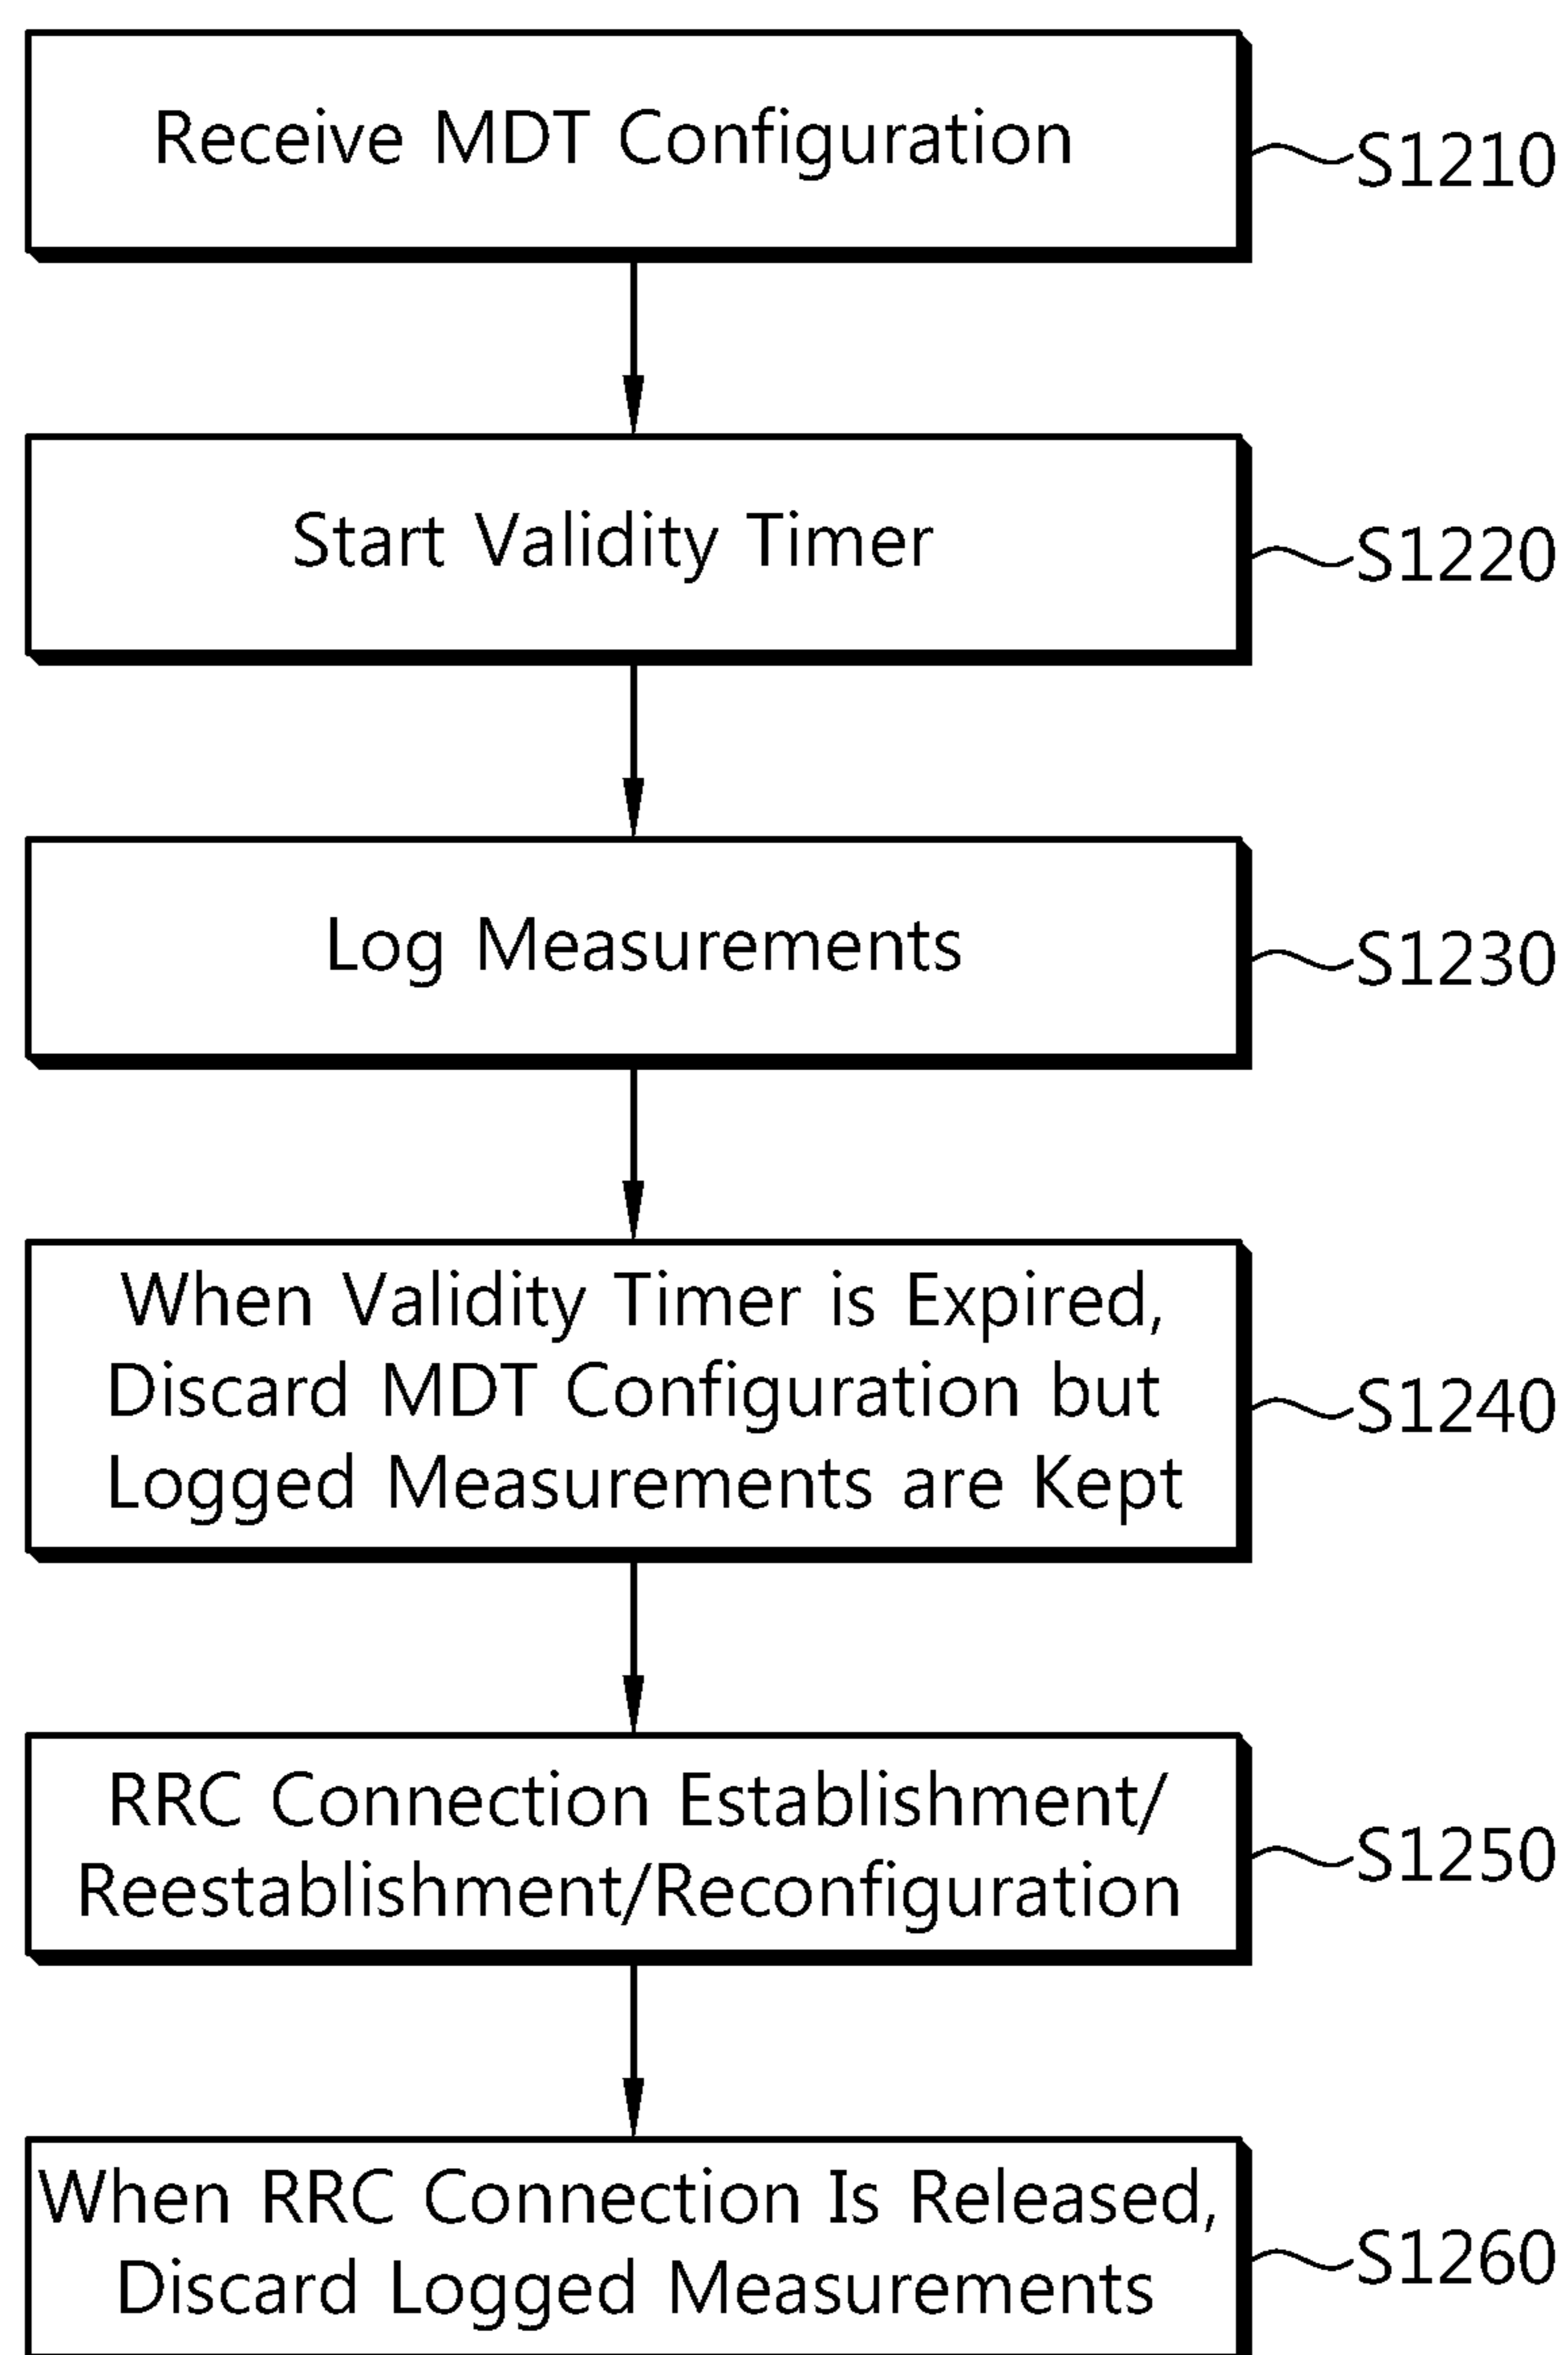 Receive MDT Configuration
S1210
Start Validity Timer
S1220
Log Measurements
S1230
When Validity Timer is Expired,
Discard MDT Configuration but
Logged Measurements are Kept
S1240
RRC Connection Establishment/
Reestablishment/Reconfiguration
S1250
When RRC Connection Is Released,
Discard Logged Measurements
S1260